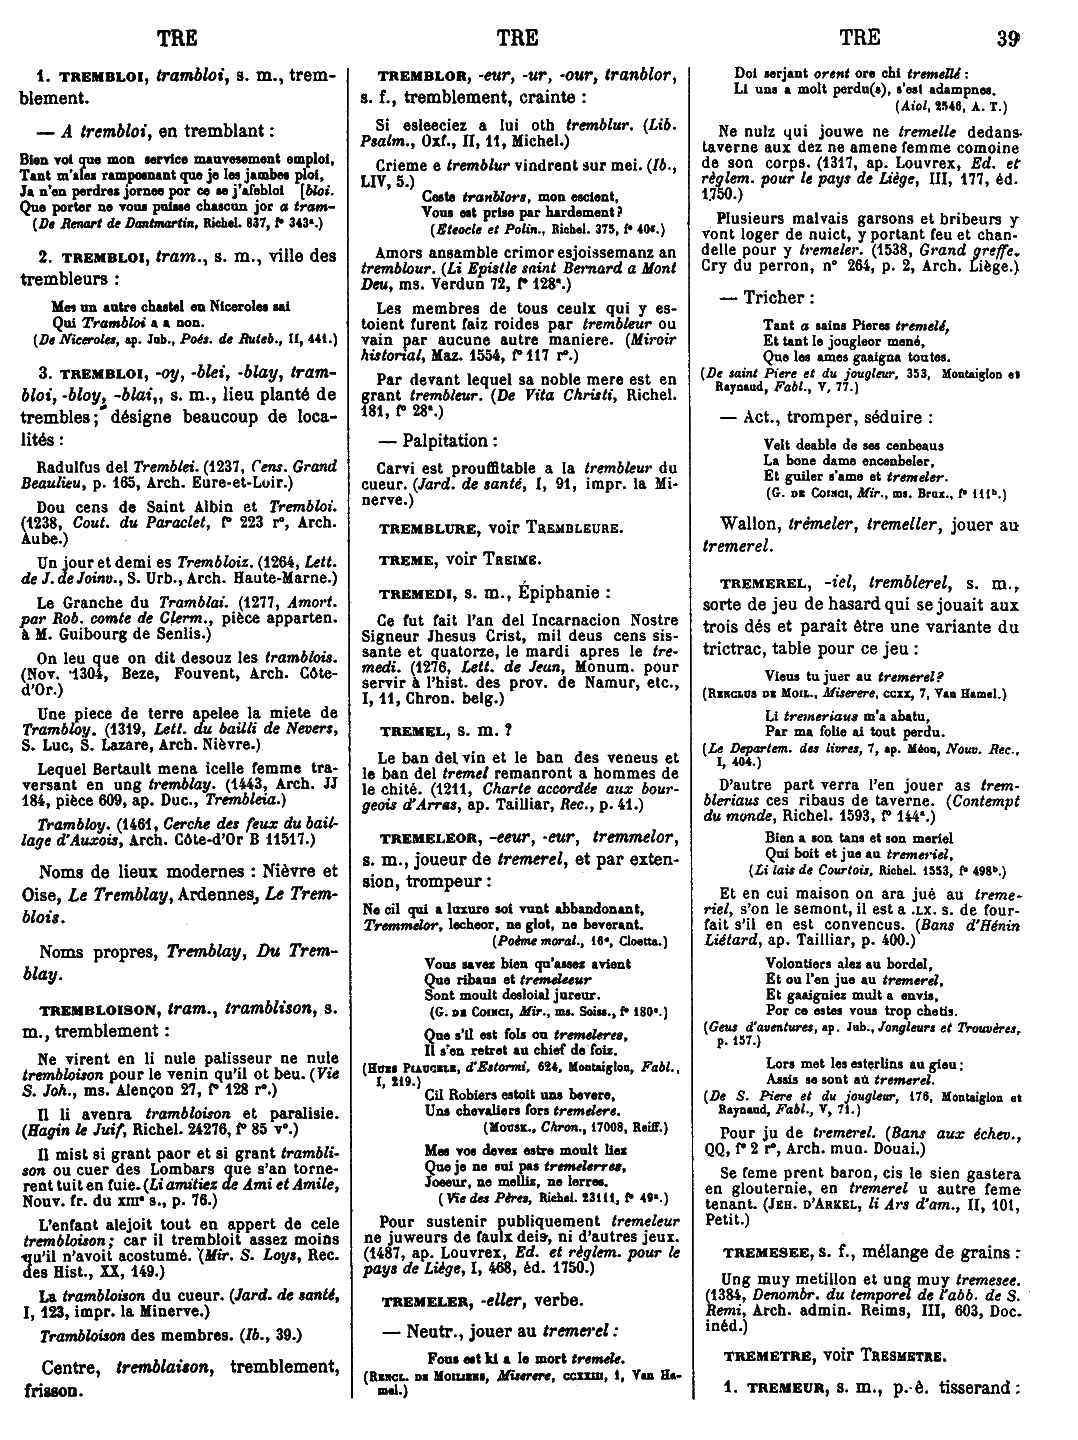 TRE TRE TRE 39
1. TREMBLOI, trambloi, s. m., trem-
blement.
— A trembloi, en tremblant :
Bien voi que mon service mauvesement emploi,
Tant m'alez ramposnant que je les jambes ploi,
Ja n'en perdrez jornee por ce se j'afebloi [bloi.
Que porter ne vous puisse chascun jor a tram-
(De Renart de Dantmartin, Richel. 837, f° 343ª.)
2. TREMBLOI, tram., s. m., ville des
trembleurs :
Mes un autre chastel en Niceroles sai
Qui Trambloi a a non.
(De Niceroles, ap. Jub., Poés. de Ruteb., II, 441.)
3. TREMBLOI, -oy, -blei, -blay, tram-
bloi, -bloy, -blai,, s. m., lieu planté de
trembles; désigne beaucoup de loca-
lités :
Radulfus del Tremblei. (1237, Cens. Grand
Beaulieu, p. 165, Arch. Eure-et-Loir.)
Dou cens de Saint Albin et Trembloi.
(1238, Cout. du Paraclet, f° 223 r°, Arch.
Aube.)
Un jour et demi es Trembloiz. (1264, Lett.
de J. de Joinv., S. Urb., Arch. Haute-Marne.)
Le Granche du Tramblai. (1277, Amort.
par Rob. comte de Clerm., pièce apparten.
à M. Guibourg de Senlis.)
On leu que on dit desouz les tramblois.
(Nov. 1304, Beze, Fouvent, Arch. Côte-
d'Or.)
Une piece de terre apelee la miete de
Trambloy. (1319, Lett. du bailli de Nevers,
S. Luc, S. Lazare, Arch. Nièvre.)
Lequel Bertault mena icelle femme tra-
versant en ung tremblay. (1443, Arch. JJ
184, pièce 609, ap. Duc., Trembleia.)
Trambloy. (1461, Cerche des feux du bail-
lage d'Auxois, Arch. Côte-d'Or B 11517.)
Noms de lieux modernes : Nièvre et
Oise, Le Tremblay, Ardennes, Le Trem-
blois.
Noms propres, Tremblay, Du Trem-
blay.
TREMBLOISON, tram., tramblison, s.
m., tremblement :
Ne virent en li nule palisseur ne nule
trembloison pour le venin qu'il ot beu. (Vie
S. Joh., ms. Alençon 27, f° 128 r°.)
Il li avenra trambloison et paralisie.
(Hagin le Juif, Richel. 24276, f° 85 v°.)
Il mist si grant paor et si grant trambli-
son ou cuer des Lombars que s'an torne-
rent tuit en fuie. (Li amitiez de Ami et Amile,
Nouv. fr. du XIIIe s., p. 76.)
L'enfant alejoit tout en appert de cele
trembloison; car il trembloit assez moins
qu'il n'avoit acostumé. (Mir. S. Loys, Rec.
des Hist., XX, 149.)
La trambloison du cueur. (Jard. de santé,
I, 123, impr. la Minerve.)
Trambloison des membres. (Ib., 39.)
Centre, tremblaison, tremblement,
frisson.
TREMBLOR, -eur, -ur, -our, tranblor,
s. f., tremblement, crainte :
Si esleeciez a lui oth tremblur. (Lib.
Psalm., Oxf., II, 11, Michel.)
Crieme e tremblur vindrent sur mei. (Ib.,
LIV, 5.)
Ceste tranblors, mon escient,
Vous est prise par hardement?
(Eteocle et Polin., Richel. 375, f° 40ᵉ.)
Amors ansamble crimor esjoissemanz an
tremblour. (Li Epistle saint Bernard a Mont
Deu, ms. Verdun 72, f° 128ª.)
Les membres de tous ceulx qui y es-
toient furent faiz roides par trembleur ou
vain par aucune autre maniere. (Miroir
historial, Maz. 1554, f° 117 r°.)
Par devant lequel sa noble mere est en
grant trembleur. (De Vita Christi, Richel.
181, f° 28ª.)
— Palpitation :
Carvi est prouffitable a la trembleur du
cueur. (Jard. de santé, I, 91, impr. la Mi-
nerve.)
TREMBLURE, voir TREMBLEURE.
TREME, voir TREIME.
TREMEDI, s. m., Épiphanie :
Ce fut fait l'an del Incarnacion Nostre
Signeur Jhesus Crist, mil deus cens sis-
sante et quatorze, le mardi apres le tre-
medi. (1276, Lett. de Jean, Monum. pour
servir à l'hist. des prov. de Namur, etc.,
I, 11, Chron. belg.)
TREMEL, s. m. ?
Le ban del vin et le ban des veneus et
le ban del tremel remanront a hommes de
le chité. (1211, Charte accordée aux bour-
geois d'Arras, ap. Tailliar, Rec., p. 41.)
TREMELEOR, -eeur, -eur, tremmelor,
s. m., joueur de tremerel, et par exten-
sion, trompeur :
Ne cil qui a luxure soi vunt abbandonant,
Tremmelor, lecheor, ne glot, ne beverant.
(Poème moral., 16ᵉ, Cloetta.)
Vous savez bien qu'assez avient
Que ribaus et tremeleeur
Sont moult desloial jureur.
(G. DE COINCI, Mir., ms. Soiss., f° 180ᵉ.)
Que s'il est fols ou tremeleres,
Il s'en retret au chief de foiz.
(HUES PIAUCELE, d'Estormi, 624, Montaiglon, Fabl.,
I, 219.)
Cil Robiers estoit uns bevere,
Uns chevaliers fors tremelere.
(MOUSK., Chron., 17008, Reiff.)
Mes vos devez estre moult liez
Que je ne sui pas tremelerres,
Joeeur, ne mellis, ne lerres.
(Vie des Pères, Richel. 23111, f° 49ª.)
Pour sustenir publiquement tremeleur
ne juweurs de faulx deis, ni d'autres jeux.
(1487, ap. Louvrex, Ed. et règlem. pour le
pays de Liège, I, 468, éd. 1750.)
TREMELER, -eller, verbe.
— Neutr., jouer au tremerel :
Fous est ki a le mort tremele.
(RENCL. DE MOILIENS, Miserere, CCXXIII, 1, Van Ha-
mel.)
Doi serjant orent ore chi tremellé :
Li uns a molt perdu(s), s'est adampnes.
(Aiol, 2546, A. T.)
Ne nulz qui jouwe ne tremelle dedans
taverne aux dez ne amene femme comoine
de son corps. (1317, ap. Louvrex, Ed. et
règlem. pour le pays de Liège, III, 177, éd.
1750.)
Plusieurs malvais garsons et bribeurs y
vont loger de nuict, y portant feu et chan-
delle pour y tremeler. (1538, Grand greffe,
Cry du perron, n° 264, p. 2, Arch. Liège.)
— Tricher :
Tant a sains Pieres tremelé,
Et tant le jougleor mené,
Que les ames gaaigna toutes.
(De saint Piere et du jougleur, 353, Montaiglon et
Raynaud, Fabl., V, 77.)
— Act., tromper, séduire :
Velt deable de ses cenbeaus
La bone dame encenbeler,
Et guiler s'ame et tremeler.
(G. DE COINCI, Mir., ms. Brux., f° 111ᵇ.)
Wallon, trêmeler, tremeller, jouer au
tremerel.
TREMEREL, -iel, tremblerel, s. m.,
sorte de jeu de hasard qui se jouait aux
trois dés et parait être une variante du
trictrac, table pour ce jeu :
Vieus tu juer au tremerel?
(RENCLUS DE MOIL., Miserere, CCXX, 7, Van Hamel.)
Li tremeriaus m'a abatu,
Par ma folie ai tout perdu.
(Le Departem. des livres, 7, ap. Méon, Nouv. Rec.,
I, 404.)
D'autre part verra l'en jouer as trem-
bleriaus ces ribaus de taverne. (Contempt
du monde, Richel. 1593, f° 144ª.)
Bien a son tans et son meriel
Qui boit et jue au tremeriel.
(Li lais de Courtois, Richel. 1553, f° 498ᵇ.)
Et en cui maison on ara jué au treme-
riel, s'on le semont, il est a .LX. s. de four-
fait s'il en est convencus. (Bans d'Hénin
Liétard, ap. Tailliar, p. 400.)
Volontiers alez au bordel,
Et ou l'en jue au tremerel,
Et gaaigniez mult a envis,
Por ce estes vous trop chetis.
(Geus d'aventures, ap. Jub., Jongleurs et Trouvères,
p. 157.)
Lors met les esterlins au gieu;
Assis se sont aù tremerel.
(De S. Piere et du jougleur, 176, Montaiglon et
Raynaud, Fabl., V, 71.)
Pour ju de tremerel. (Bans aux échev.,
QQ, f° 2 r°, Arch. mun. Douai.)
Se feme prent baron, cis le sien gastera
en glouternie, en tremerel u autre feme
tenant. (JEH. D'ARKEL, li Ars d'am., II, 101,
Petit.)
TREMESEE, s. f., mélange de grains :
Ung muy metillon et ung muy tremesee.
(1384, Denombr. du temporel de l'abb. de S.
Remi, Arch. admin. Reims, III, 603, Doc.
inéd.)
TREMETRE, voir TRESMETRE.
1. TREMEUR, s. m., p.-ê. tisserand :